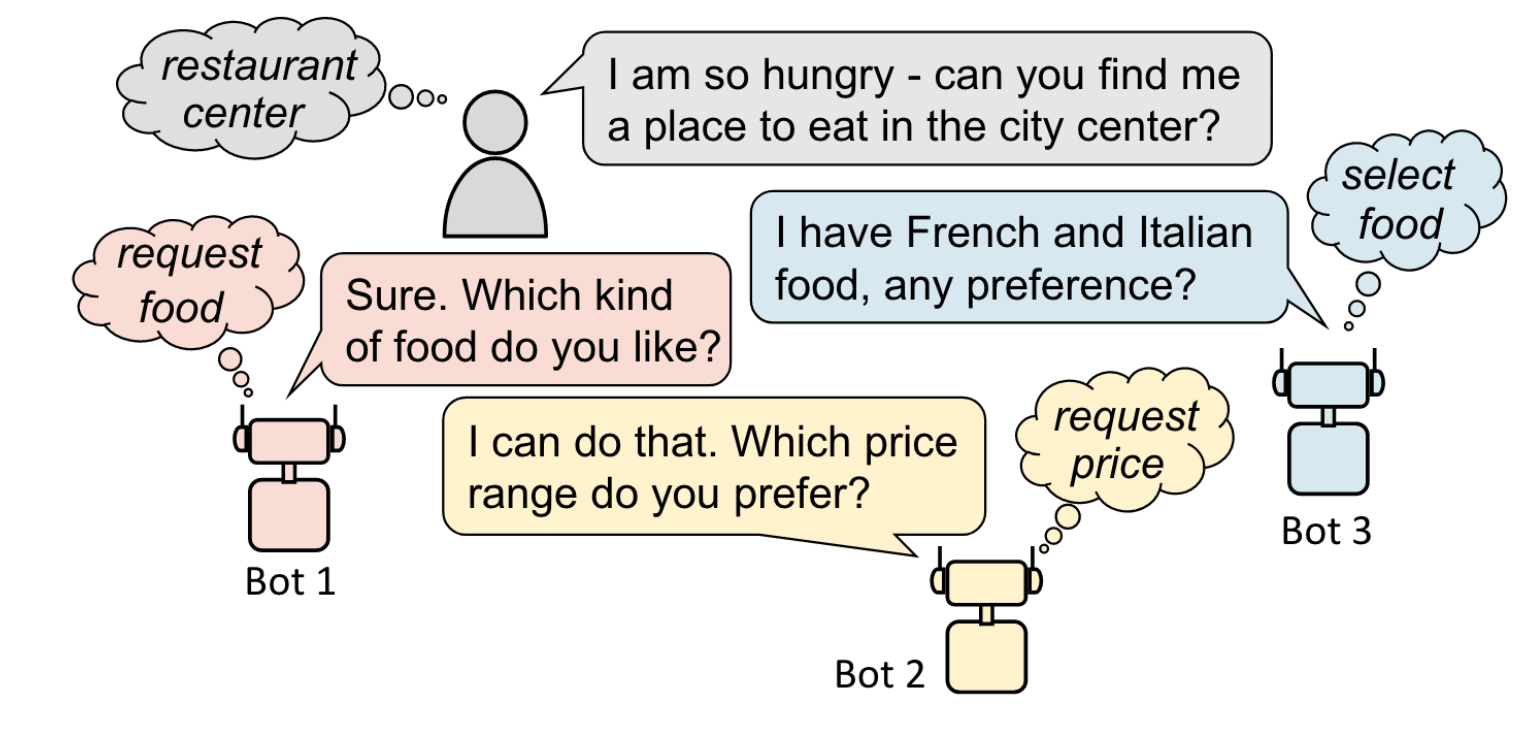 restaurant
center
I am so hungry - can you find me
a place to eat in the city center?
select
food
I have French and Italian
food, any preference?
request
food
Sure. Which kind
of food do you like?
request
price
I can do that. Which price
range do you prefer?
Bot 3
Bot 1
Bot 2